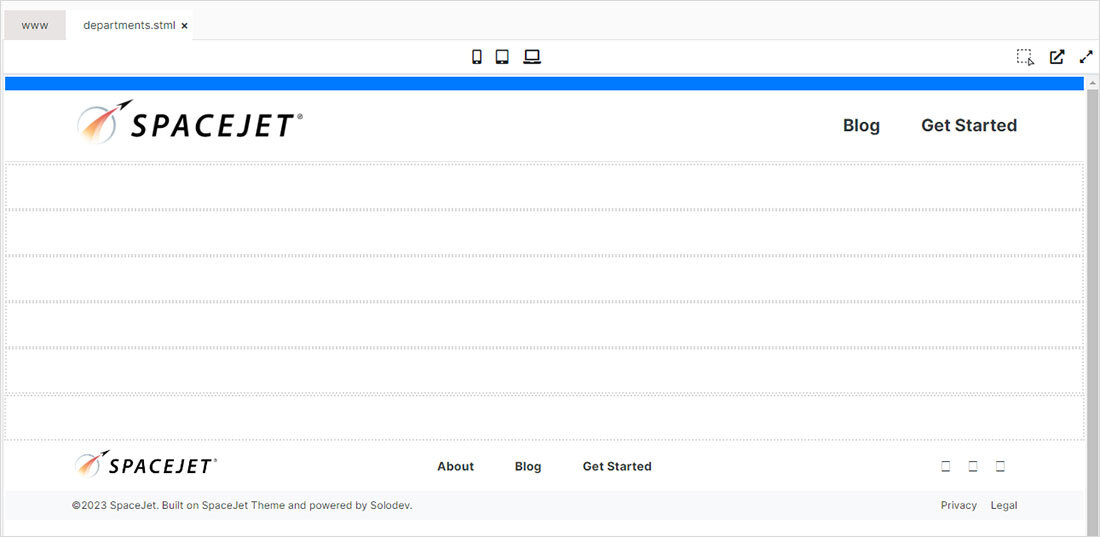 www departments.stml ×
SPACEJET®
Blog Get Started
SPACEJET®
About Blog Get Started
©2023 SpaceJet. Built on SpaceJet Theme and powered by Solodev. Privacy Legal